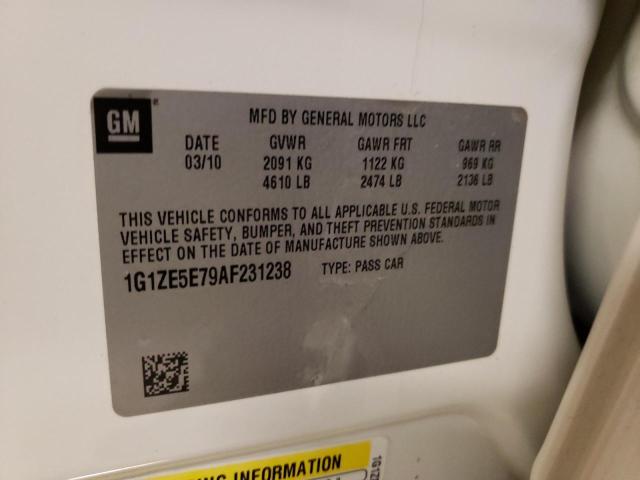 GM
MFD BY GENERAL MOTORS LLC
DATE GVWR GAWR FRT GAWR RR
03/10 2091 KG 1122 KG 969 KG
4610 LB 2474 LB 2136 LB
THIS VEHICLE CONFORMS TO ALL APPLICABLE U.S. FEDERAL MOTOR
VEHICLE SAFETY, BUMPER, AND THEFT PREVENTION STANDARDS IN
EFFECT ON THE DATE OF MANUFACTURE SHOWN ABOVE.
1G1ZE5E79AF231238 TYPE: PASS CAR
INFORMATION